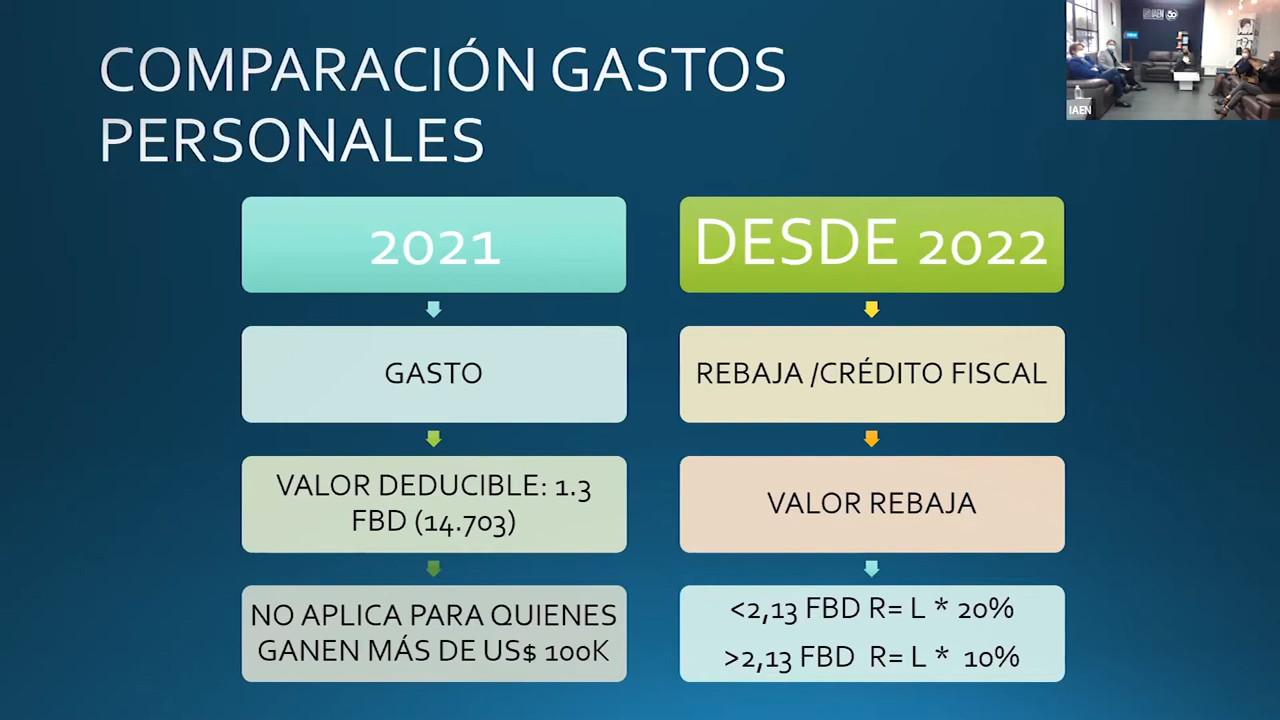 COMPARACIÓN GASTOS
PERSONALES
IAEN
IAEN
2021
GASTO
VALOR DEDUCIBLE: 1.3
FBD (14.703)
NO APLICA PARA QUIENES
GANEN MÁS DE US$ 100K
DESDE 2022
REBAJA /CRÉDITO FISCAL
VALOR REBAJA
<2,13 FBD R= L * 20%
>2,13 FBD  R= L *  10%